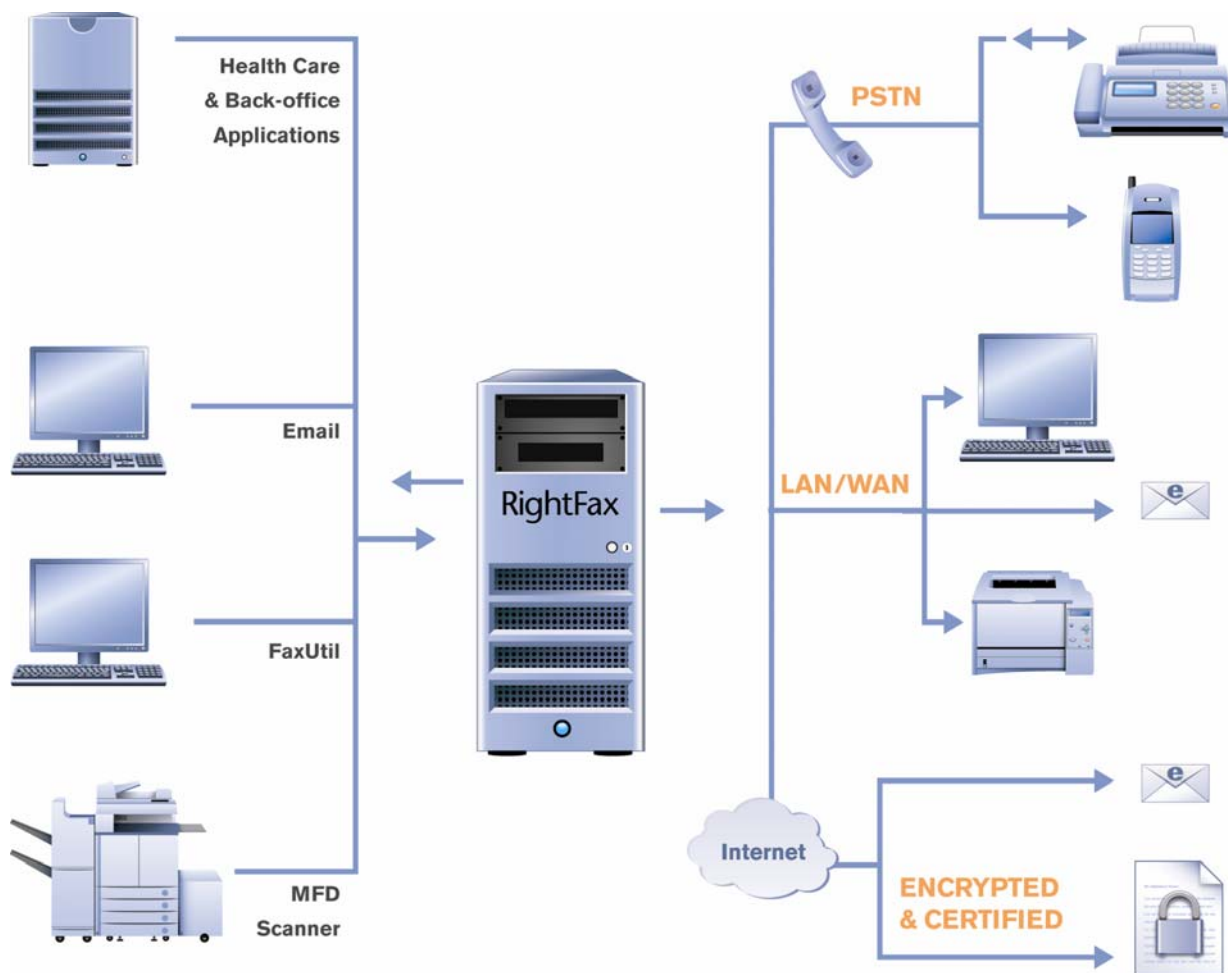 Health Care
& Back-office
Applications
PSTN
Email
RightFax
LAN/WAN
e
FaxUtil
e
Internet
MFD
Scanner
ENCRYPTED
& CERTIFIED